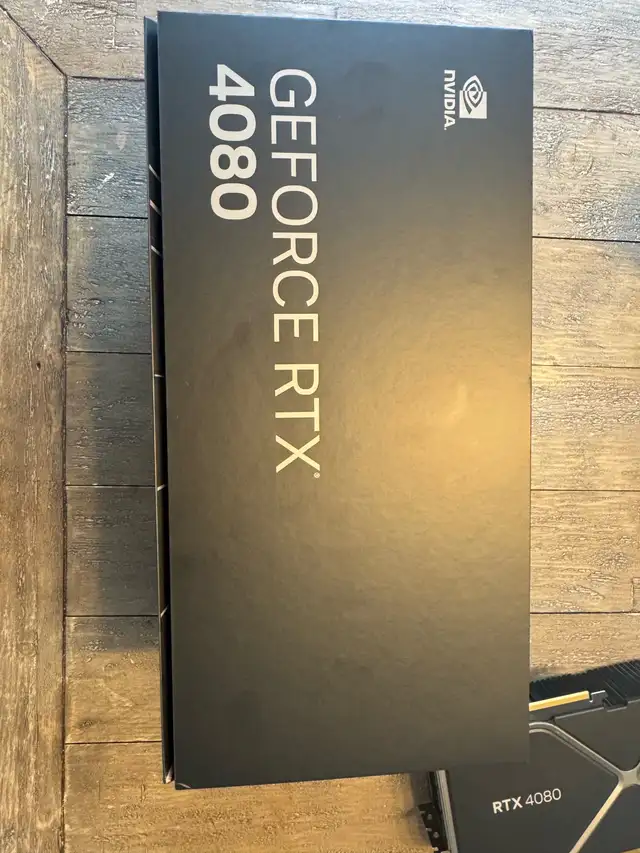 NVIDIA.
GEFORCE RTX
4080
RTX 4080